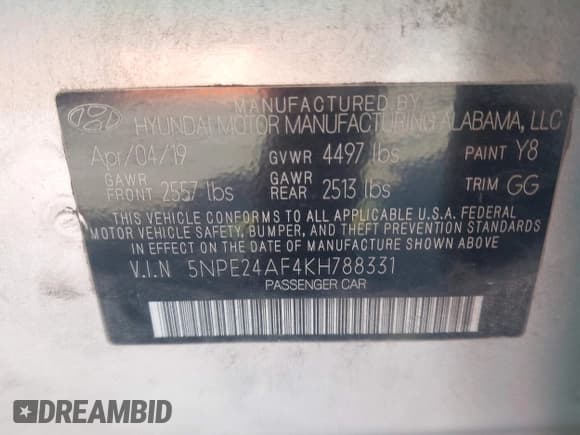 MANUFACTURED BY
HYUNDAI MOTOR MANUFACTURING ALABAMA, LLC
Apr/04/19 GVWR 4497 lbs PAINT Y8
GAWR FRONT 2557 lbs GAWR REAR 2513 lbs TRIM GG
THIS VEHICLE CONFORMS TO ALL APPLICABLE U.S.A. FEDERAL
MOTOR VEHICLE SAFETY, BUMPER, AND THEFT PREVENTION STANDARDS
IN EFFECT ON THE DATE OF MANUFACTURE SHOWN ABOVE.
V.I.N 5NPE24AF4KH788331
PASSENGER CAR
DREAMBID